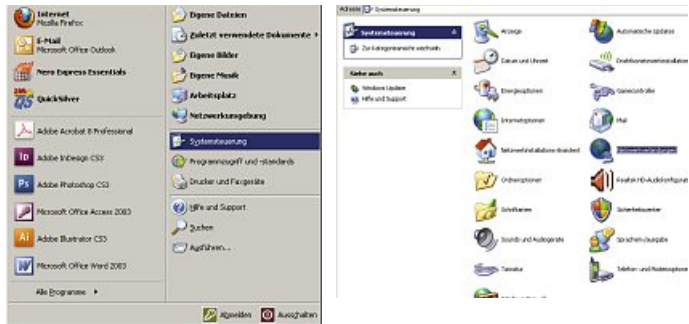 Internet
Mozilla Firefox
E-Mail
Microsoft Office Outlook
Nero Express Essentials
QuickSilver
Adobe Acrobat 8 Professional
Adobe InDesign CS3
Adobe Photoshop CS3
Microsoft Office Access 2003
Adobe Illustrator CS3
Microsoft Office Word 2003
Alle Programme
Eigene Dateien
Zuletzt verwendete Dokumente
Eigene Bilder
Eigene Musik
Arbeitsplatz
Netzwerkumgebung
Systemsteuerung
Programmzugriff und -standards
Drucker und Faxgeräte
Hilfe und Support
Suchen
Ausführen...
Abmelden
Ausschalten
Adresse Systemsteuerung
Systemsteuerung
Zur Kategorieansicht wechseln
Siehe auch
Windows Update
Hilfe und Support
Anzeige
Automatische Updates
Datum und Uhrzeit
Drahtlosnetzwerkinstallation
Energieoptionen
Gamecontroller
Internetoptionen
Mail
Netzwerkinstallations-Assistent
Netzwerkverbindungen
Ordneroptionen
Realtek HD-Audiokonfigurat
Schriftarten
Sicherheitscenter
Sounds und Audiogeräte
Sprachein-/ausgabe
Tastatur
Telefon- und Modemoptionen